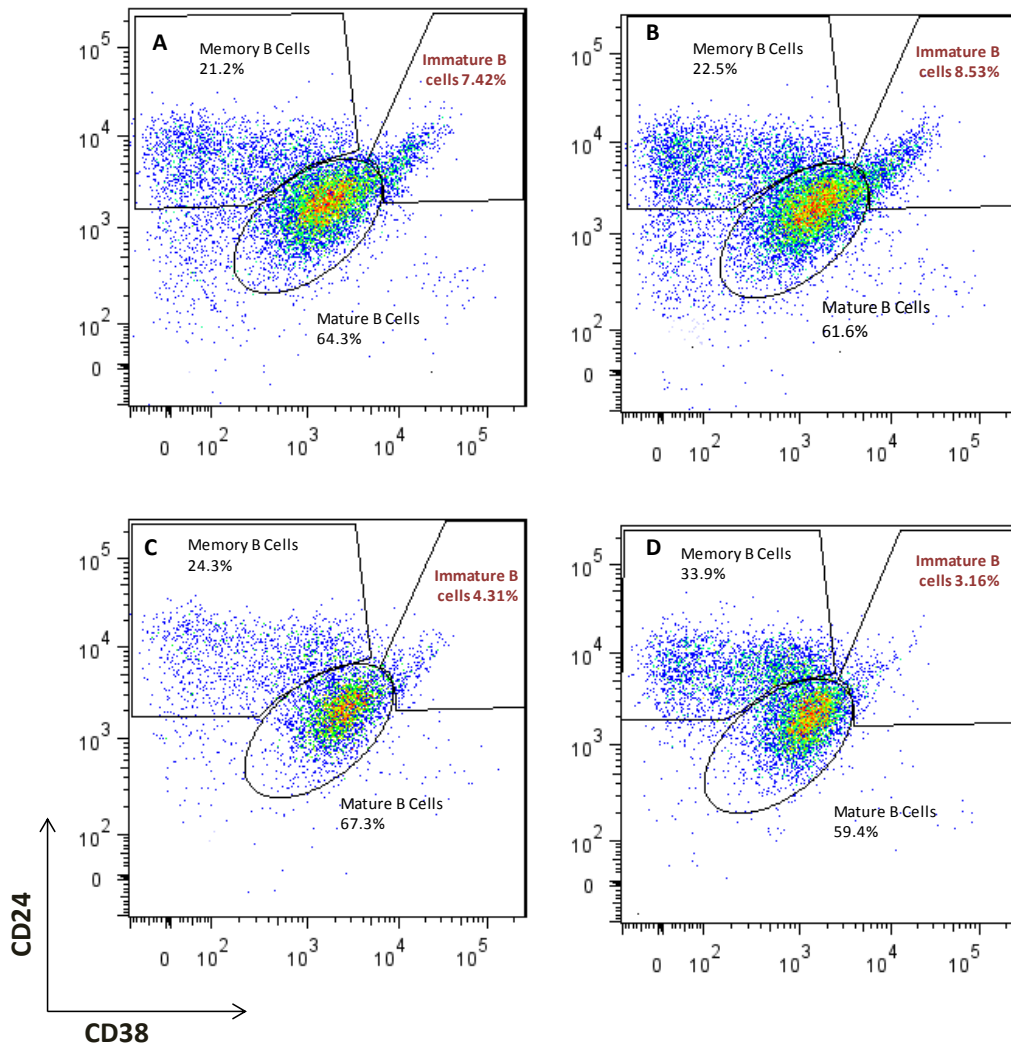 A
Memory B Cells
21.2%
Immature B
cells 7.42%
Mature B Cells
64.3%
10^5
10^4
10^3
10^2
0
0 10^2 10^3 10^4 10^5
B
Memory B Cells
22.5%
Immature B
cells 8.53%
Mature B Cells
61.6%
10^5
10^4
10^3
10^2
0
0 10^2 10^3 10^4 10^5
C
Memory B Cells
24.3%
Immature B
cells 4.31%
Mature B Cells
67.3%
10^5
10^4
10^3
10^2
0
0 10^2 10^3 10^4 10^5
D
Memory B Cells
33.9%
Immature B
cells 3.16%
Mature B Cells
59.4%
10^5
10^4
10^3
10^2
0
0 10^2 10^3 10^4 10^5
CD24
CD38